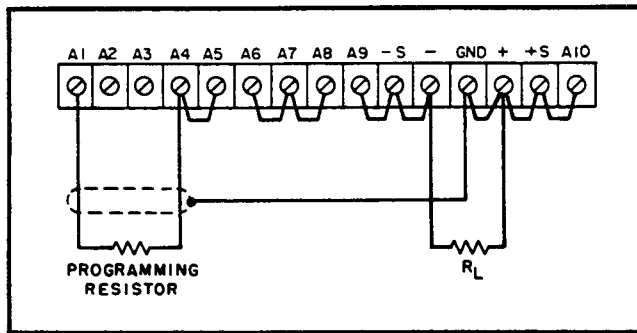 A1 A2 A3 A4 A5 A6 A7 A8 A9 -S - GND + +S A10
PROGRAMMING
RESISTOR
RL